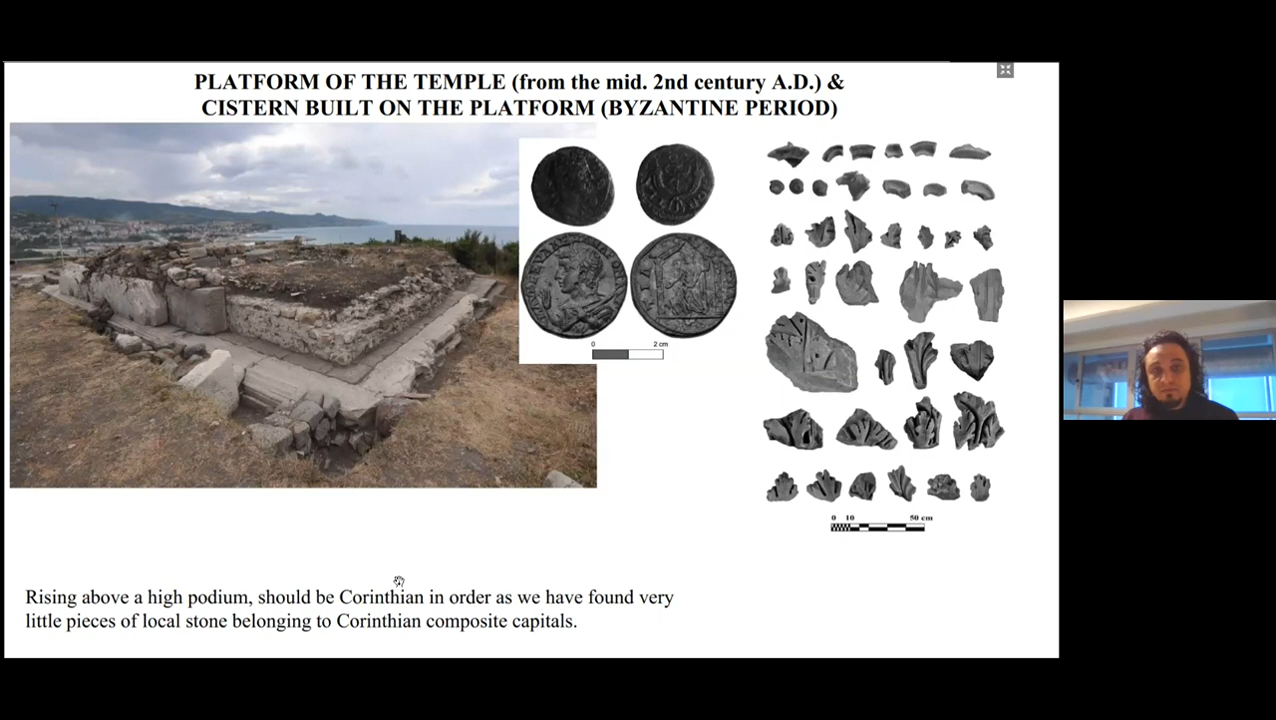 PLATFORM OF THE TEMPLE (from the mid. 2nd century A.D.) &
CISTERN BUILT ON THE PLATFORM (BYZANTINE PERIOD)
0 2 cm
0 10 50 cm
Rising above a high podium, should be Corinthian in order as we have found very
little pieces of local stone belonging to Corinthian composite capitals.